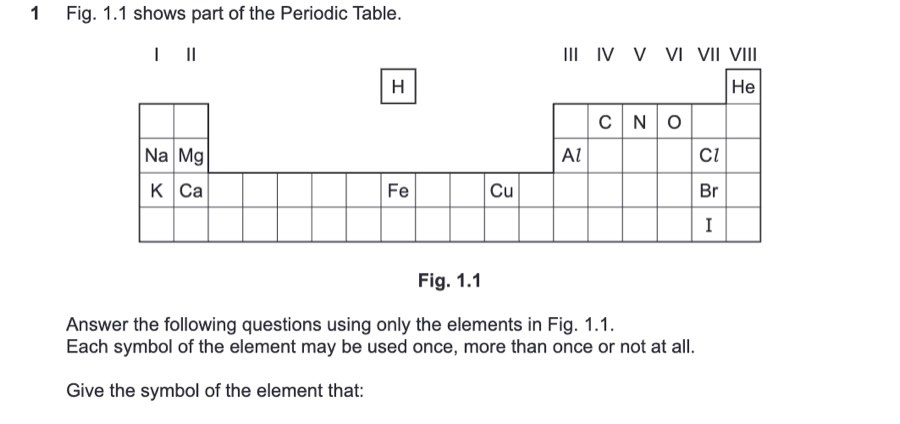 1 Fig. 1.1 shows part of the Periodic Table.
I II III IV V VI VII VIII
H He
C N O
Na Mg Al Cl
K Ca Fe Cu Br
I
Fig. 1.1
Answer the following questions using only the elements in Fig. 1.1.
Each symbol of the element may be used once, more than once or not at all.
Give the symbol of the element that: